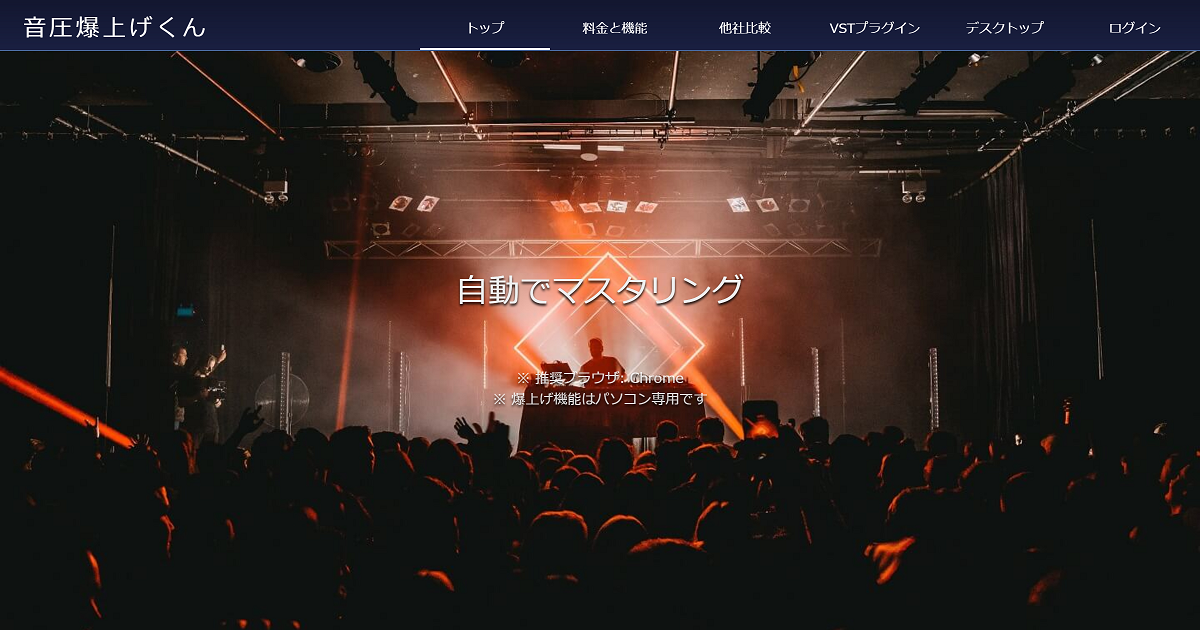 音圧爆上げくん
トップ
料金と機能
他社比較
VSTプラグイン
デスクトップ
ログイン
自動でマスタリング
※ 推奨ブラウザ: Chrome
※ 爆上げ機能はパソコン専用です